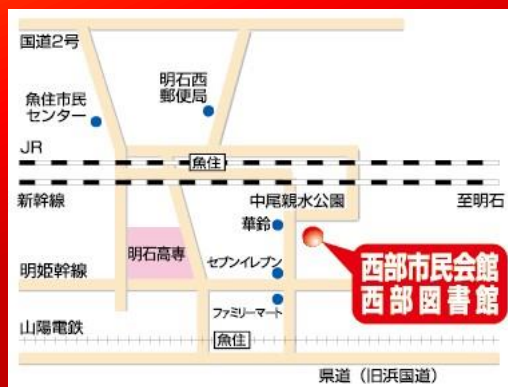 国道2号
明石西
郵便局
魚住市民
センター
JR
魚住
新幹線
中尾親水公園
至明石
華鈴
明石高専
セブンイレブン
西部市民会館
西部図書館
明姫幹線
ファミリーマート
山陽電鉄
魚住
県道（旧浜国道）